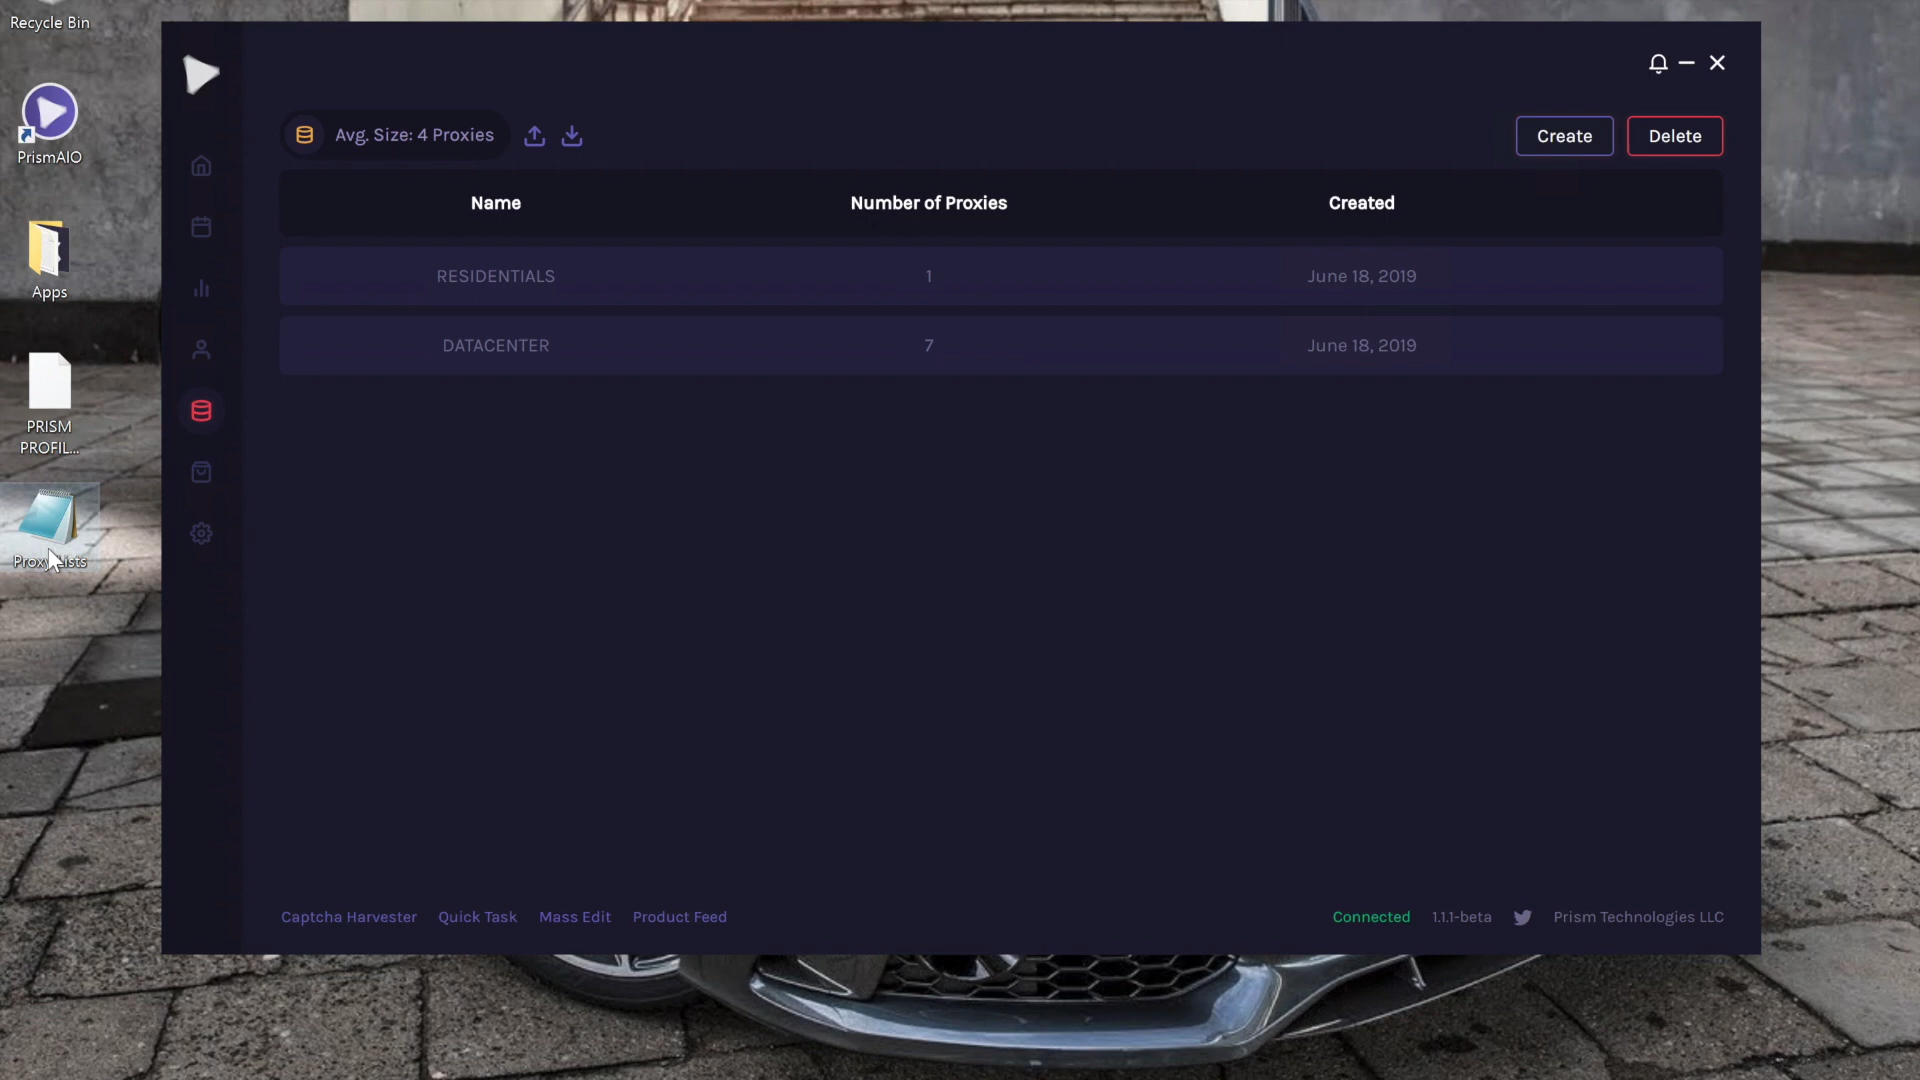 Recycle Bin
PrismAIO
Apps
PRISM
PROFIL...
Proxy Lists
Avg. Size: 4 Proxies
Create
Delete
Name
Number of Proxies
Created
RESIDENTIALS
1
June 18, 2019
DATACENTER
7
June 18, 2019
Captcha Harvester
Quick Task
Mass Edit
Product Feed
Connected
1.1.1-beta
Prism Technologies LLC